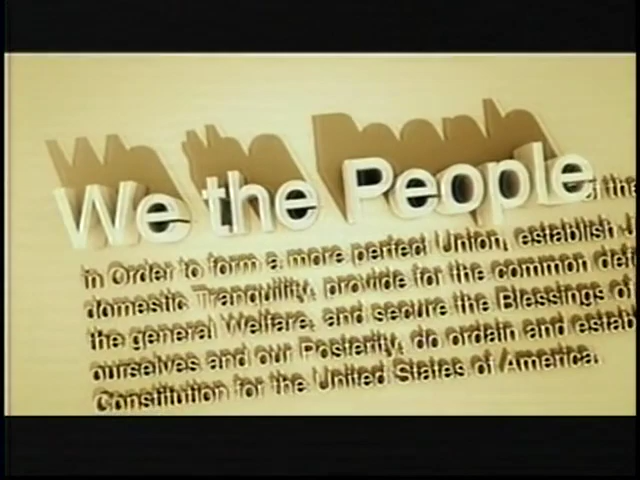 We the People of the
in Order to form a more perfect Union, establish J
domestic Tranquility, provide for the common def
the general Welfare, and secure the Blessings of
ourselves and our Posterity, do ordain and estab
Constitution for the United States of America.